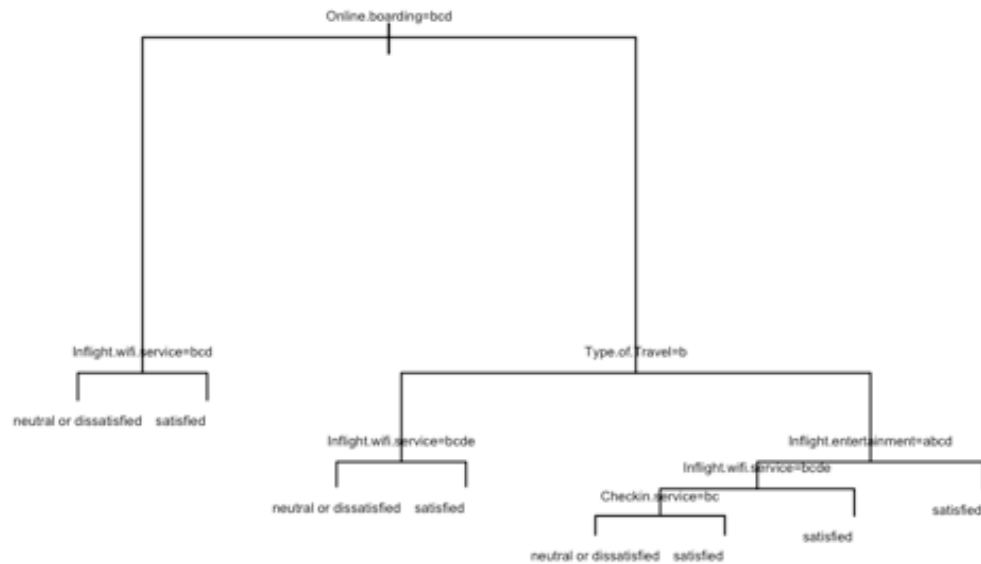 Online.boarding=bcd
Inflight.wifi.service=bcd
Type.of.Travel=b
neutral or dissatisfied
satisfied
Inflight.wifi.service=bcde
Inflight.entertainment=abcd
Inflight.wifi.service=bcde
Checkin.service=bc
neutral or dissatisfied
satisfied
satisfied
satisfied
neutral or dissatisfied
satisfied